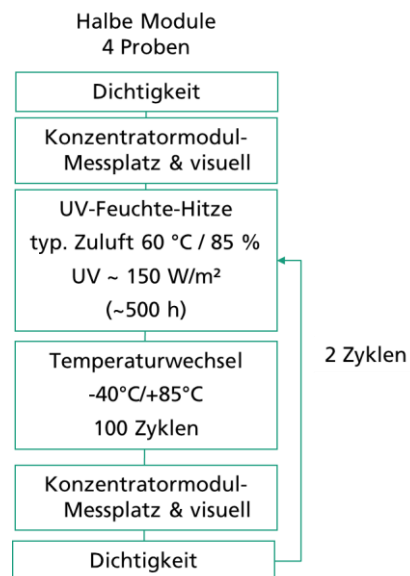 Halbe Module
4 Proben
Dichtigkeit
Konzentratormodul-
Messplatz & visuell
UV-Feuchte-Hitze
typ. Zuluft 60 °C / 85 %
UV ~ 150 W/m²
(~500 h)
Temperaturwechsel
-40°C/+85°C
100 Zyklen
2 Zyklen
Konzentratormodul-
Messplatz & visuell
Dichtigkeit